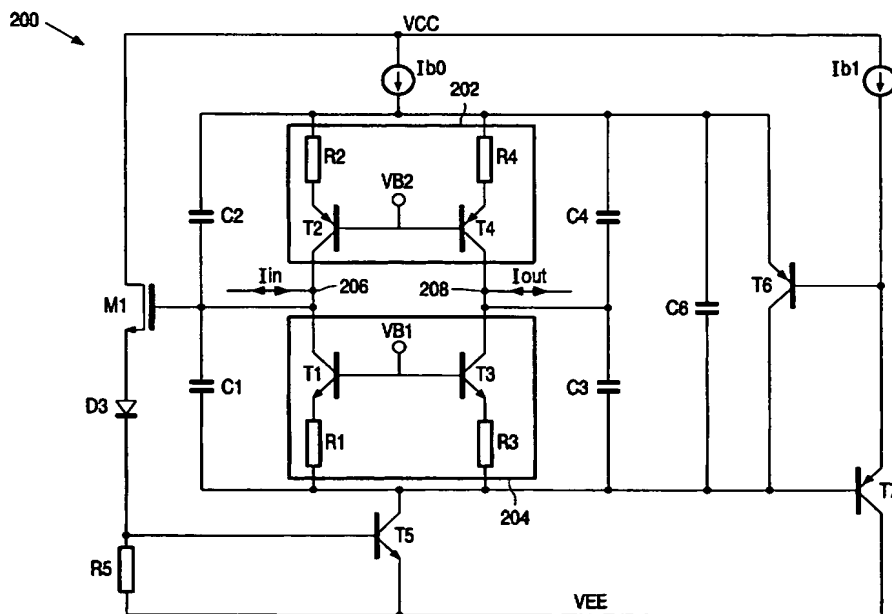 200
VCC
Ib0
Ib1
202
R2
R4
VB2
C2
T2
T4
C4
Iin
Iout
206
208
T6
M1
C6
VB1
C1
T1
T3
C3
D3
R1
R3
204
T7
T5
R5
VEE